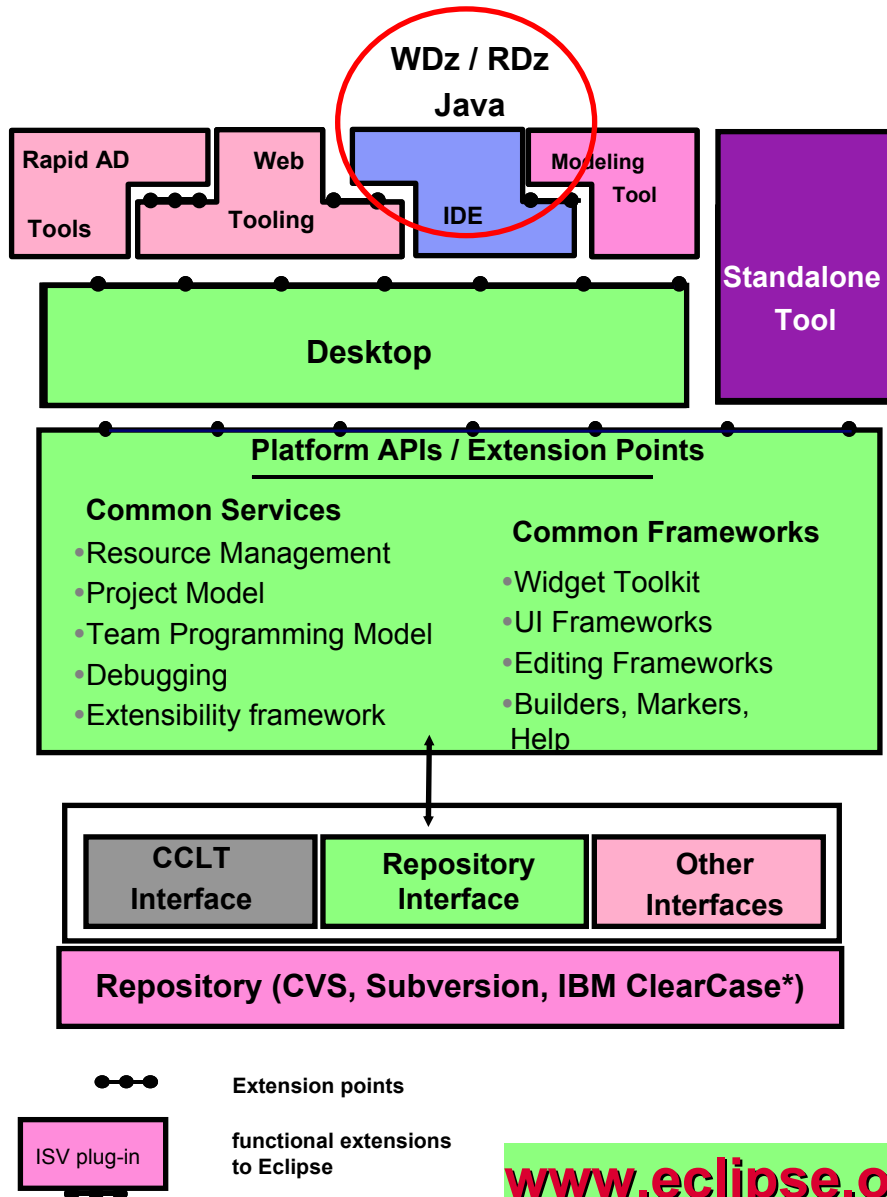 WDz / RDz
Java
Rapid AD
Tools
Web
Tooling
IDE
Modeling
Tool
Standalone
Tool
Desktop
Platform APIs / Extension Points
Common Services
•Resource Management
•Project Model
•Team Programming Model
•Debugging
•Extensibility framework
Common Frameworks
•Widget Toolkit
•UI Frameworks
•Editing Frameworks
•Builders, Markers,
Help
CCLT
Interface
Repository
Interface
Other
Interfaces
Repository (CVS, Subversion, IBM ClearCase*)
Extension points
ISV plug-in
functional extensions
to Eclipse
www.eclipse.o